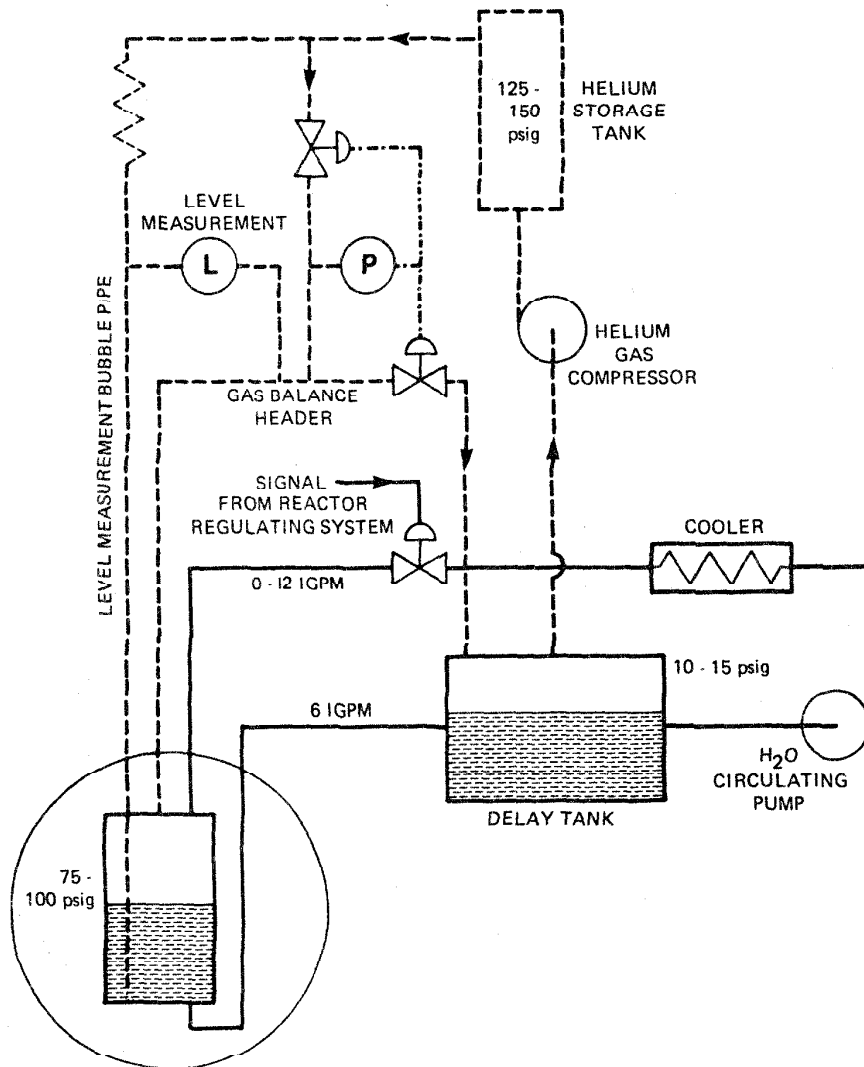 125 -
150
psig
HELIUM
STORAGE
TANK
LEVEL
MEASUREMENT
L
P
HELIUM
GAS
COMPRESSOR
LEVEL MEASUREMENT BUBBLE PIPE
GAS BALANCE
HEADER
SIGNAL
FROM REACTOR
REGULATING SYSTEM
COOLER
0 - 12 IGPM
10 - 15 psig
6 IGPM
H₂O
CIRCULATING
PUMP
DELAY TANK
75 -
100 psig